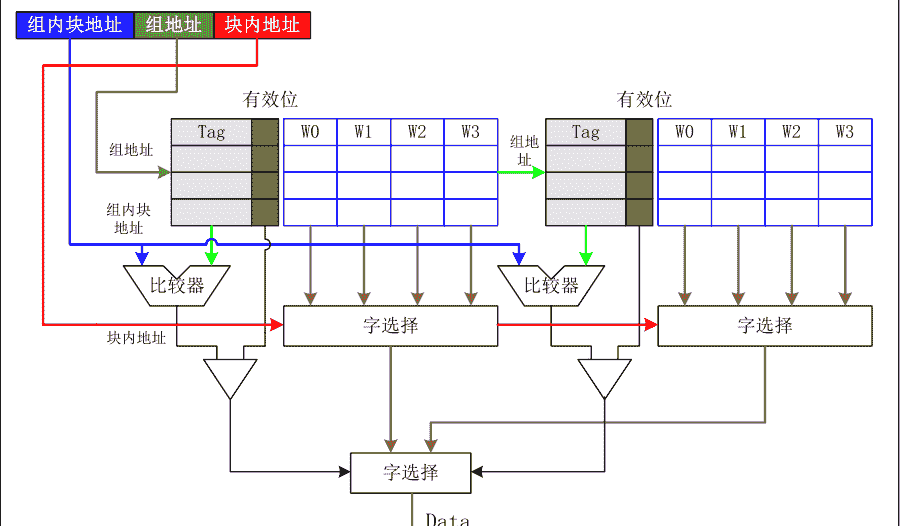 组内块地址 组地址 块内地址
有效位 有效位
Tag W0 W1 W2 W3 Tag W0 W1 W2 W3
组地址
组地
址
组内块
地址
比较器 比较器
块内地址 字选择 字选择
字选择
Data